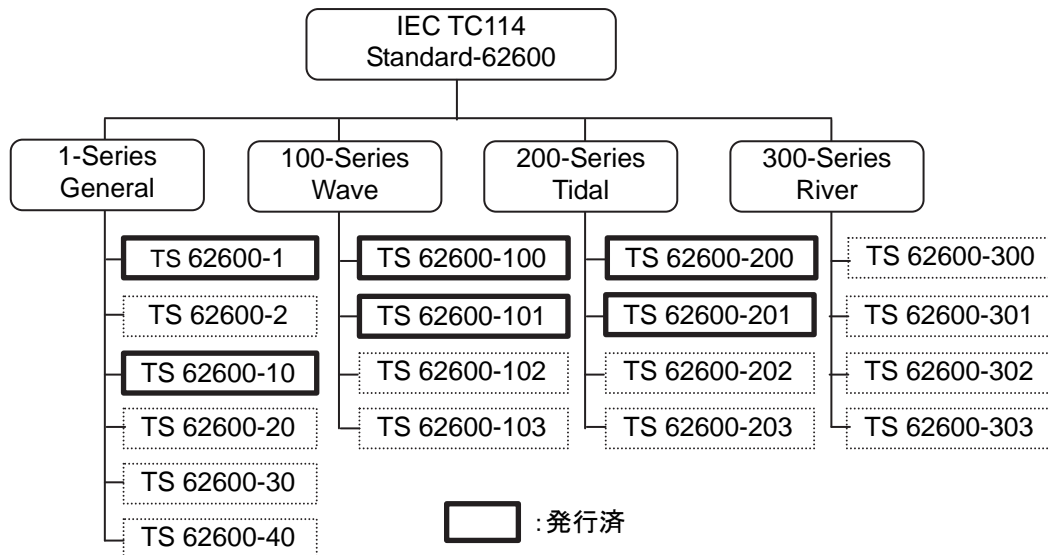 IEC TC114
Standard-62600
1-Series
General
100-Series
Wave
200-Series
Tidal
300-Series
River
TS 62600-1
TS 62600-2
TS 62600-10
TS 62600-20
TS 62600-30
TS 62600-40
TS 62600-100
TS 62600-101
TS 62600-102
TS 62600-103
TS 62600-200
TS 62600-201
TS 62600-202
TS 62600-203
TS 62600-300
TS 62600-301
TS 62600-302
TS 62600-303
:発行済